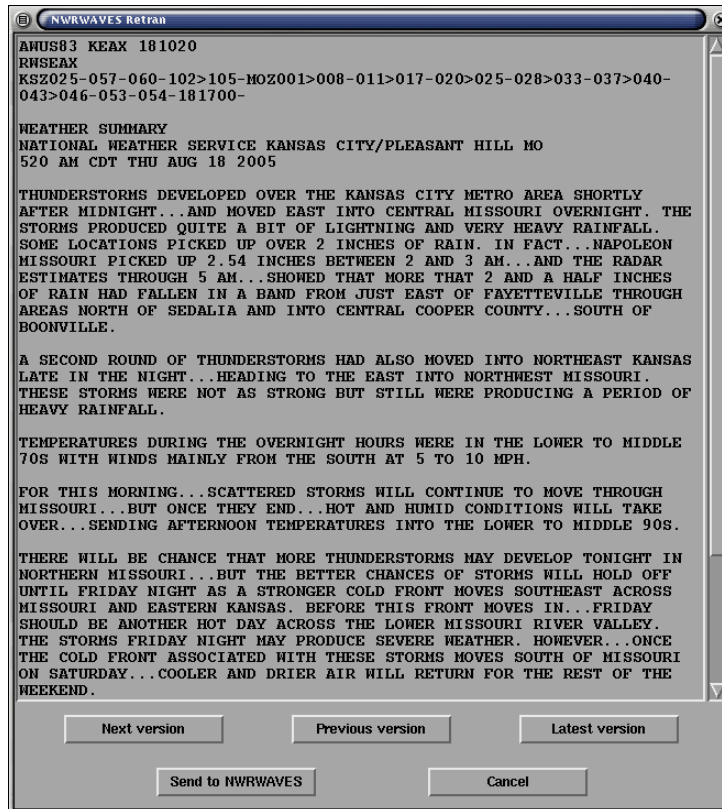 NWRWAVES Retran
AWUS83 KEAX 181020
RWSEAX
KSZ025-057-060-102>105-MOZ001>008-011>017-020>025-028>033-037>040-
043>046-053-054-181700-
WEATHER SUMMARY
NATIONAL WEATHER SERVICE KANSAS CITY/PLEASANT HILL MO
520 AM CDT THU AUG 18 2005
THUNDERSTORMS DEVELOPED OVER THE KANSAS CITY METRO AREA SHORTLY
AFTER MIDNIGHT...AND MOVED EAST INTO CENTRAL MISSOURI OVERNIGHT. THE
STORMS PRODUCED QUITE A BIT OF LIGHTNING AND VERY HEAVY RAINFALL.
SOME LOCATIONS PICKED UP OVER 2 INCHES OF RAIN. IN FACT...NAPOLEON
MISSOURI PICKED UP 2.54 INCHES BETWEEN 2 AND 3 AM...AND THE RADAR
ESTIMATES THROUGH 5 AM...SHOWED THAT MORE THAT 2 AND A HALF INCHES
OF RAIN HAD FALLEN IN A BAND FROM JUST EAST OF FAYETTEVILLE THROUGH
AREAS NORTH OF SEDALIA AND INTO CENTRAL COOPER COUNTY...SOUTH OF
BOONVILLE.
A SECOND ROUND OF THUNDERSTORMS HAD ALSO MOVED INTO NORTHEAST KANSAS
LATE IN THE NIGHT...HEADING TO THE EAST INTO NORTHWEST MISSOURI.
THESE STORMS WERE NOT AS STRONG BUT STILL WERE PRODUCING A PERIOD OF
HEAVY RAINFALL.
TEMPERATURES DURING THE OVERNIGHT HOURS WERE IN THE LOWER TO MIDDLE
70S WITH WINDS MAINLY FROM THE SOUTH AT 5 TO 10 MPH.
FOR THIS MORNING...SCATTERED STORMS WILL CONTINUE TO MOVE THROUGH
MISSOURI...BUT ONCE THEY END...HOT AND HUMID CONDITIONS WILL TAKE
OVER...SENDING AFTERNOON TEMPERATURES INTO THE LOWER TO MIDDLE 90S.
THERE WILL BE CHANCE THAT MORE THUNDERSTORMS MAY DEVELOP TONIGHT IN
NORTHERN MISSOURI...BUT THE BETTER CHANCES OF STORMS WILL HOLD OFF
UNTIL FRIDAY NIGHT AS A STRONGER COLD FRONT MOVES SOUTHEAST ACROSS
MISSOURI AND EASTERN KANSAS. BEFORE THIS FRONT MOVES IN...FRIDAY
SHOULD BE ANOTHER HOT DAY ACROSS THE LOWER MISSOURI RIVER VALLEY.
THE STORMS FRIDAY NIGHT MAY PRODUCE SEVERE WEATHER. HOWEVER...ONCE
THE COLD FRONT ASSOCIATED WITH THESE STORMS MOVES SOUTH OF MISSOURI
ON SATURDAY...COOLER AND DRIER AIR WILL RETURN FOR THE REST OF THE
WEEKEND.
Next version Previous version Latest version
Send to NWRWAVES Cancel